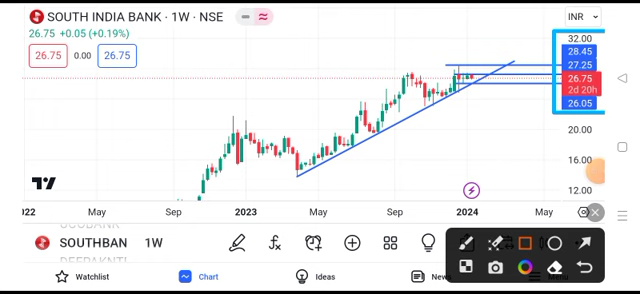 SOUTH INDIA BANK · 1W · NSE
INR
26.75 +0.05 (+0.19%)
26.75 0.00 26.75
32.00
28.45
27.25
26.75
2d 20h
26.05
20.00
16.00
12.00
2022 May Sep 2023 May Sep 2024 May
SOUTHBAN 1W
Watchlist Chart Ideas News Menu